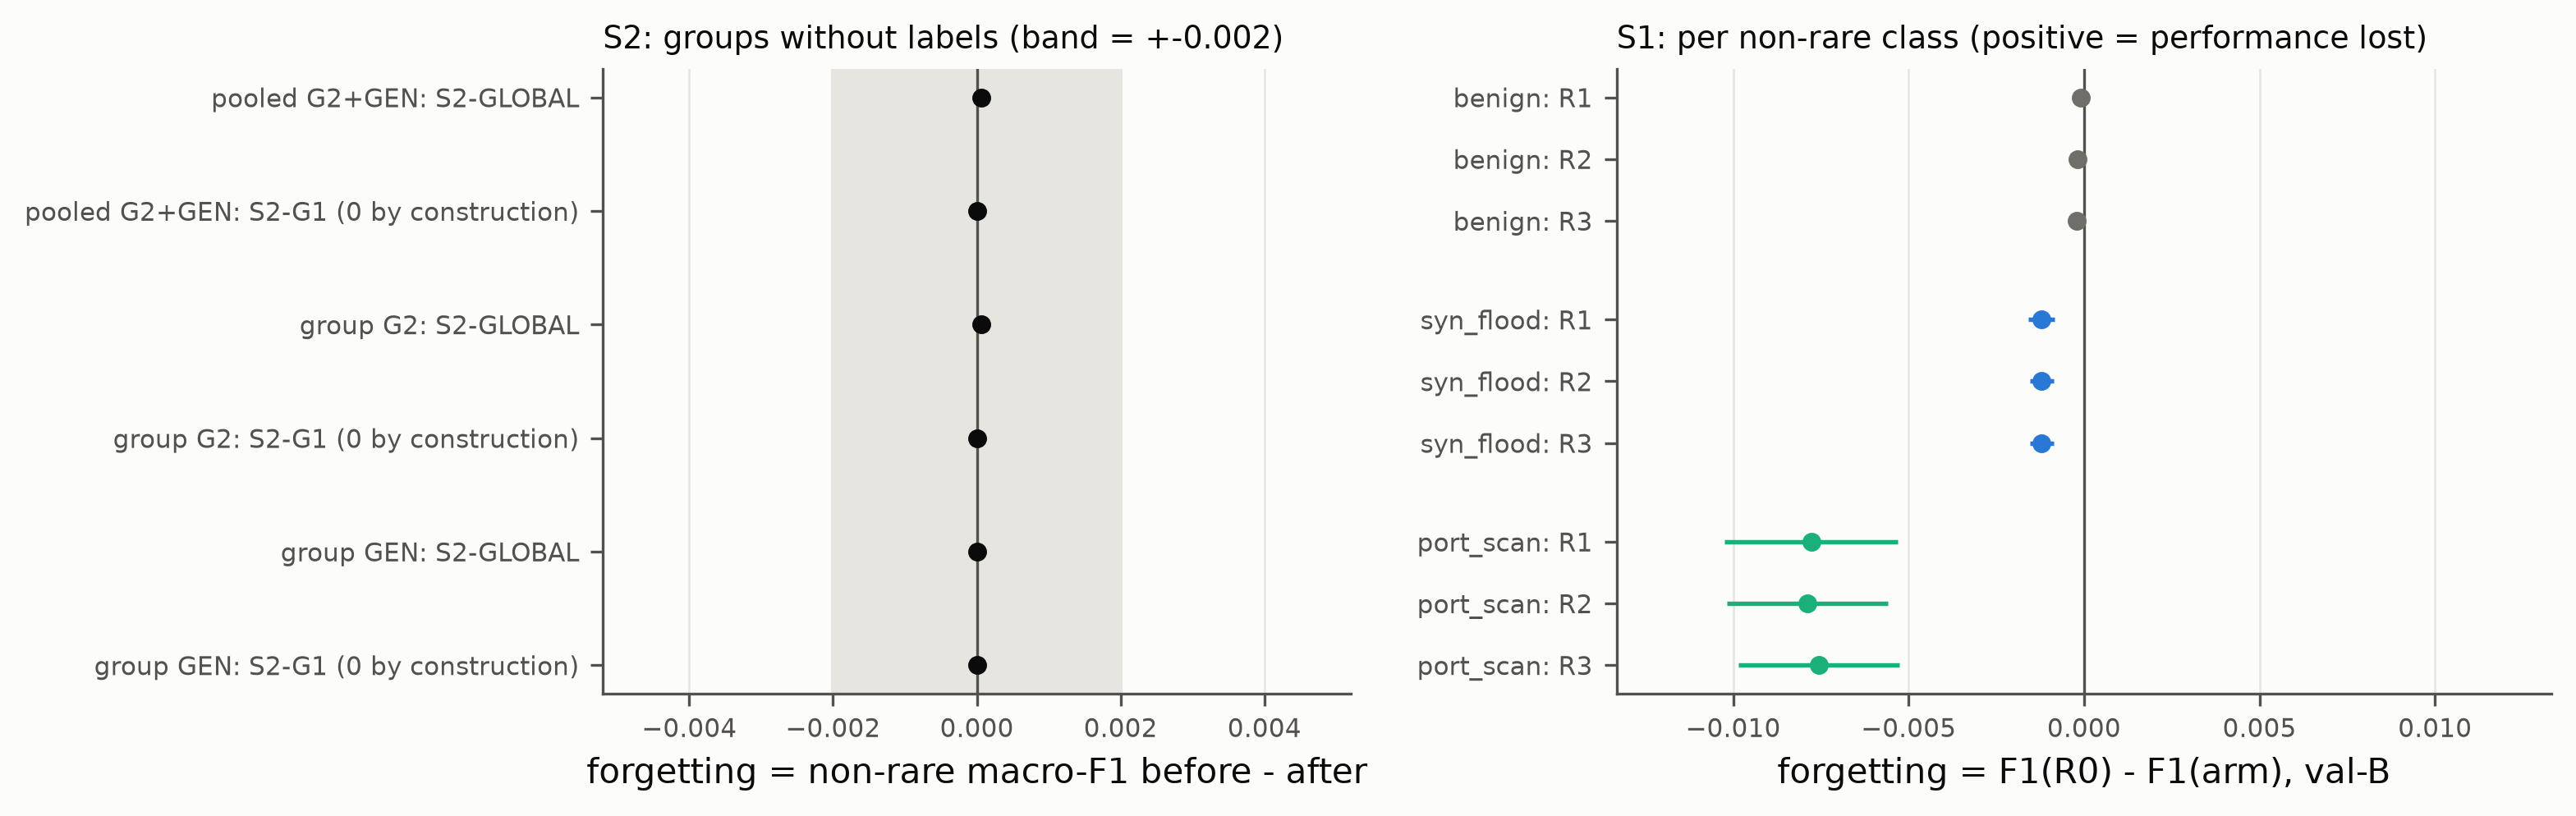 S2: groups without labels (band = +-0.002)
pooled G2+GEN: S2-GLOBAL
pooled G2+GEN: S2-G1 (0 by construction)
group G2: S2-GLOBAL
group G2: S2-G1 (0 by construction)
group GEN: S2-GLOBAL
group GEN: S2-G1 (0 by construction)
−0.004 −0.002 0.000 0.002 0.004
forgetting = non-rare macro-F1 before - after
S1: per non-rare class (positive = performance lost)
benign: R1
benign: R2
benign: R3
syn_flood: R1
syn_flood: R2
syn_flood: R3
port_scan: R1
port_scan: R2
port_scan: R3
−0.010 −0.005 0.000 0.005 0.010
forgetting = F1(R0) - F1(arm), val-B